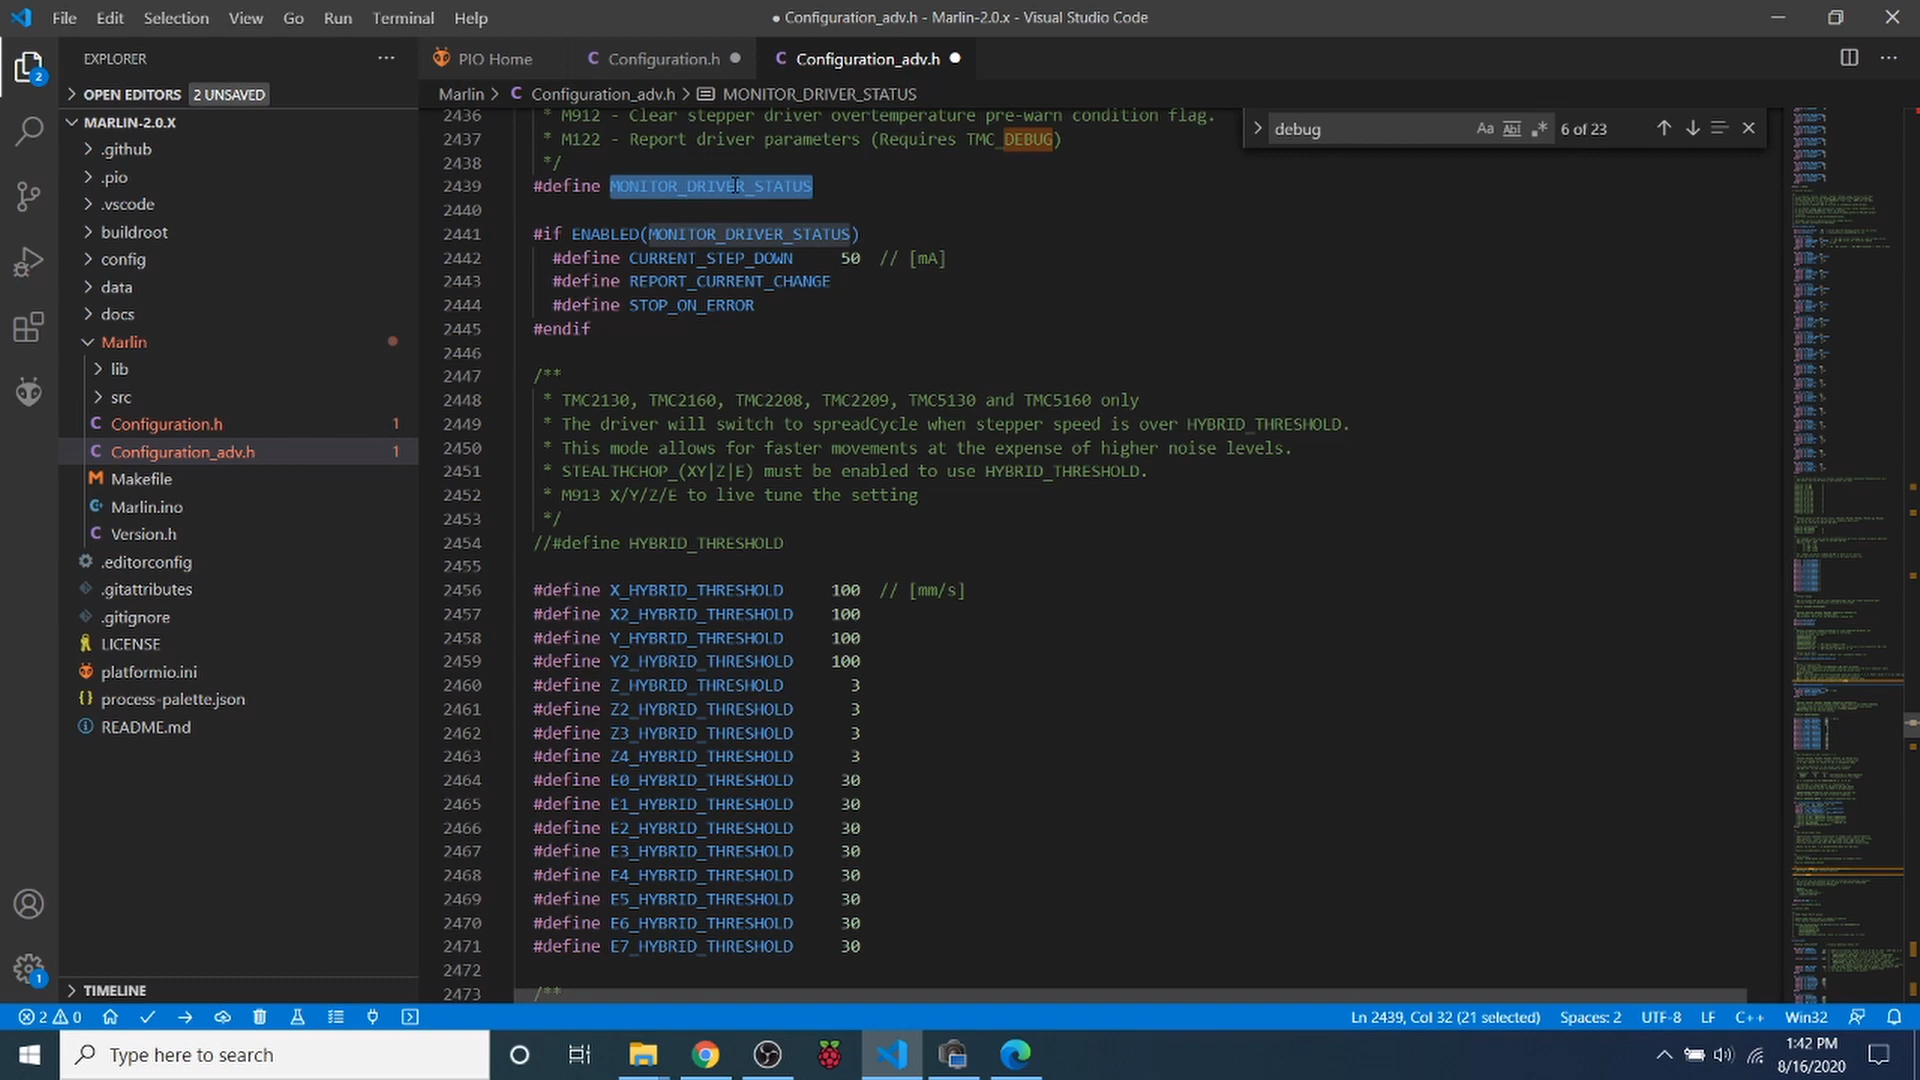 File Edit Selection View Go Run Terminal Help
● Configuration_adv.h - Marlin-2.0.x - Visual Studio Code
EXPLORER
PIO Home
C Configuration.h
C Configuration_adv.h
OPEN EDITORS 2 UNSAVED
Marlin > C Configuration_adv.h > MONITOR_DRIVER_STATUS
debug Aa Abl .* 6 of 23
MARLIN-2.0.X
.github
.pio
.vscode
buildroot
config
data
docs
Marlin
lib
src
C Configuration.h 1
C Configuration_adv.h 1
M Makefile
Marlin.ino
C Version.h
.editorconfig
.gitattributes
.gitignore
LICENSE
platformio.ini
{} process-palette.json
README.md
TIMELINE
2
1
2436 * M912 - Clear stepper driver overtemperature pre-warn condition flag.
2437 * M122 - Report driver parameters (Requires TMC_DEBUG)
2438 */
2439 #define MONITOR_DRIVER_STATUS
2440
2441 #if ENABLED(MONITOR_DRIVER_STATUS)
2442 #define CURRENT_STEP_DOWN 50 // [mA]
2443 #define REPORT_CURRENT_CHANGE
2444 #define STOP_ON_ERROR
2445 #endif
2446
2447 /**
2448 * TMC2130, TMC2160, TMC2208, TMC2209, TMC5130 and TMC5160 only
2449 * The driver will switch to spreadCycle when stepper speed is over HYBRID_THRESHOLD.
2450 * This mode allows for faster movements at the expense of higher noise levels.
2451 * STEALTHCHOP_(XY|Z|E) must be enabled to use HYBRID_THRESHOLD.
2452 * M913 X/Y/Z/E to live tune the setting
2453 */
2454 //#define HYBRID_THRESHOLD
2455
2456 #define X_HYBRID_THRESHOLD 100 // [mm/s]
2457 #define X2_HYBRID_THRESHOLD 100
2458 #define Y_HYBRID_THRESHOLD 100
2459 #define Y2_HYBRID_THRESHOLD 100
2460 #define Z_HYBRID_THRESHOLD 3
2461 #define Z2_HYBRID_THRESHOLD 3
2462 #define Z3_HYBRID_THRESHOLD 3
2463 #define Z4_HYBRID_THRESHOLD 3
2464 #define E0_HYBRID_THRESHOLD 30
2465 #define E1_HYBRID_THRESHOLD 30
2466 #define E2_HYBRID_THRESHOLD 30
2467 #define E3_HYBRID_THRESHOLD 30
2468 #define E4_HYBRID_THRESHOLD 30
2469 #define E5_HYBRID_THRESHOLD 30
2470 #define E6_HYBRID_THRESHOLD 30
2471 #define E7_HYBRID_THRESHOLD 30
2472
2473 /**
2 0
Ln 2439, Col 32 (21 selected) Spaces: 2 UTF-8 LF C++ Win32
Type here to search
1:42 PM
8/16/2020